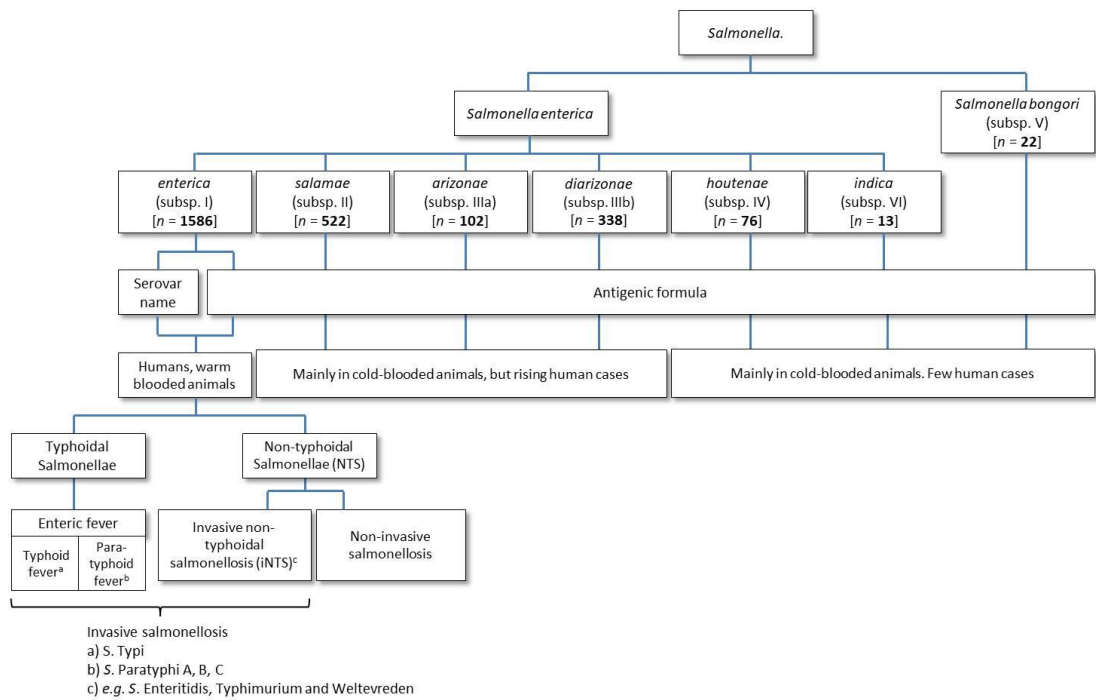 Salmonella.
Salmonella enterica
Salmonella bongori
(subsp. V)
[n = 22]
enterica
(subsp. I)
[n = 1586]
salamae
(subsp. II)
[n = 522]
arizonae
(subsp. IIIa)
[n = 102]
diarizonae
(subsp. IIIb)
[n = 338]
houtenae
(subsp. IV)
[n = 76]
indica
(subsp. VI)
[n = 13]
Serovar
name
Antigenic formula
Humans, warm
blooded animals
Mainly in cold-blooded animals, but rising human cases
Mainly in cold-blooded animals. Few human cases
Typhoidal
Salmonellae
Non-typhoidal
Salmonellae (NTS)
Enteric fever
Typhoid
feverᵃ
Para-
typhoid
feverᵇ
Invasive non-
typhoidal
salmonellosis (iNTS)ᶜ
Non-invasive
salmonellosis
Invasive salmonellosis
a) S. Typi
b) S. Paratyphi A, B, C
c) e.g. S. Enteritidis, Typhimurium and Weltevreden